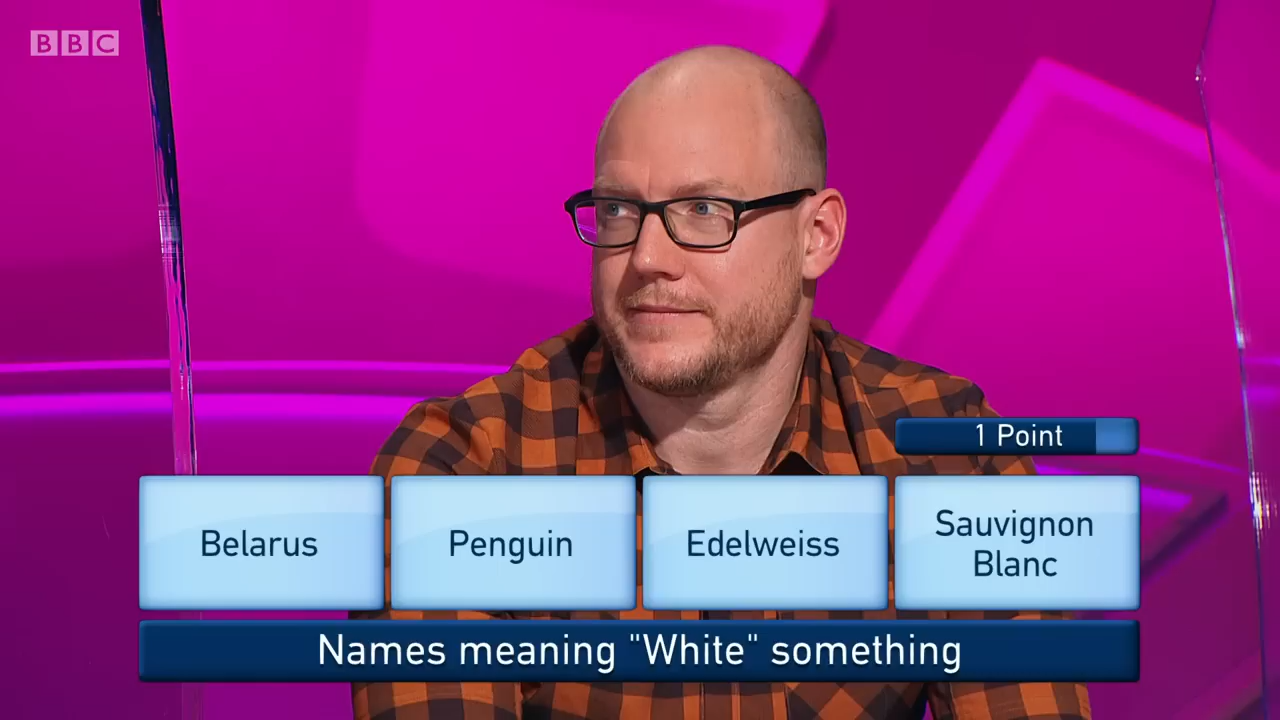 BBC
1 Point
Belarus
Penguin
Edelweiss
Sauvignon
Blanc
Names meaning "White" something